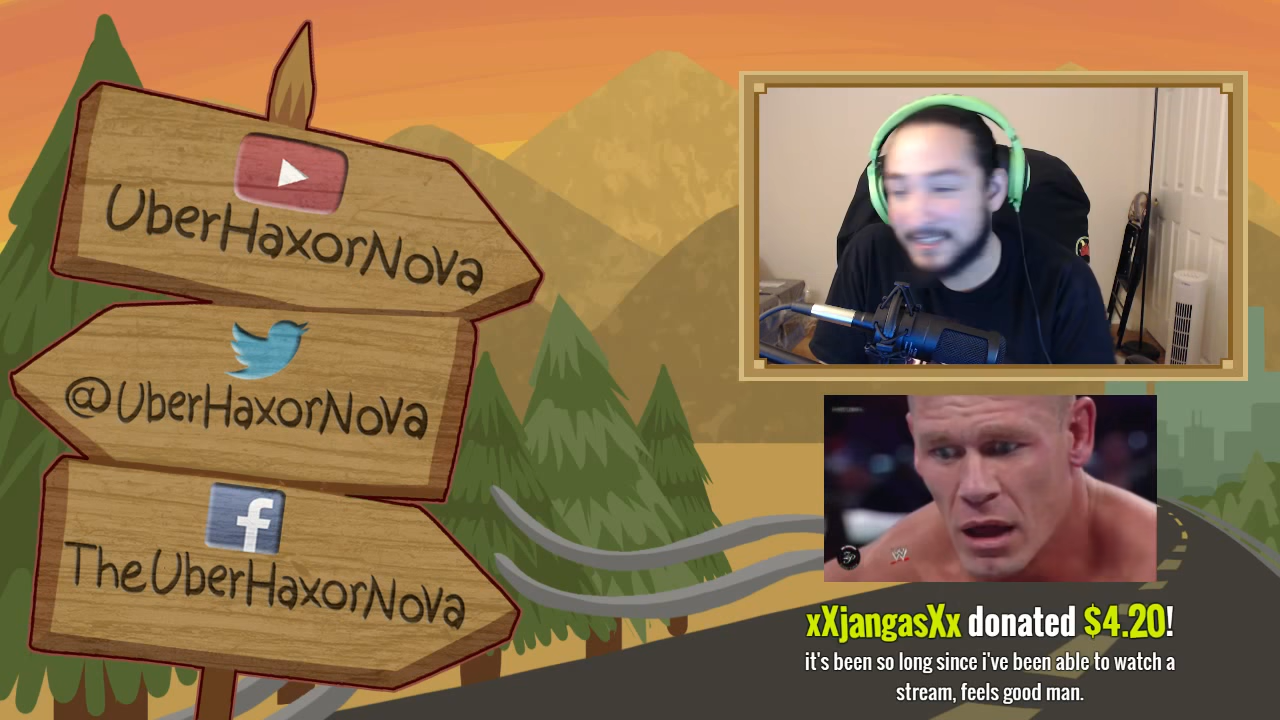 UberHaxorNova
@UberHaxorNova
TheUberHaxorNova
xXjangasXx donated $4.20!
it's been so long since i've been able to watch a
stream, feels good man.